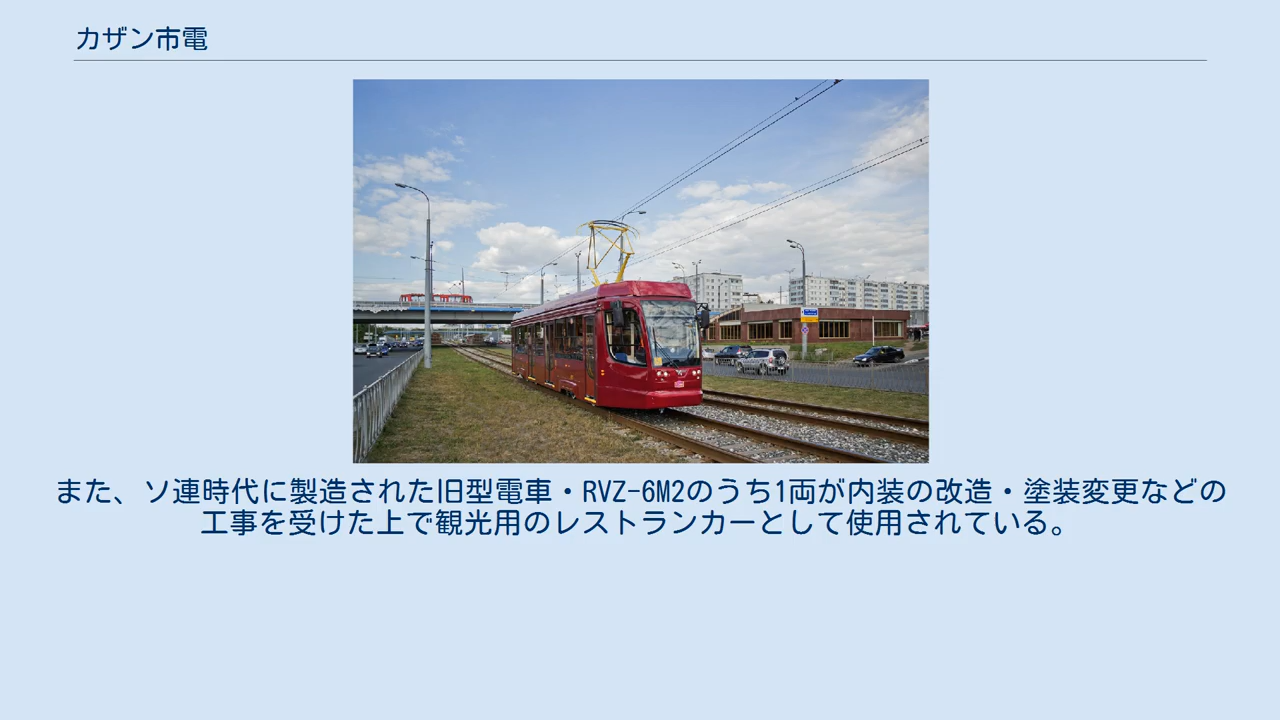 カザン市電
また、ソ連時代に製造された旧型電車・RVZ-6M2のうち1両が内装の改造・塗装変更などの
工事を受けた上で観光用のレストランカーとして使用されている。